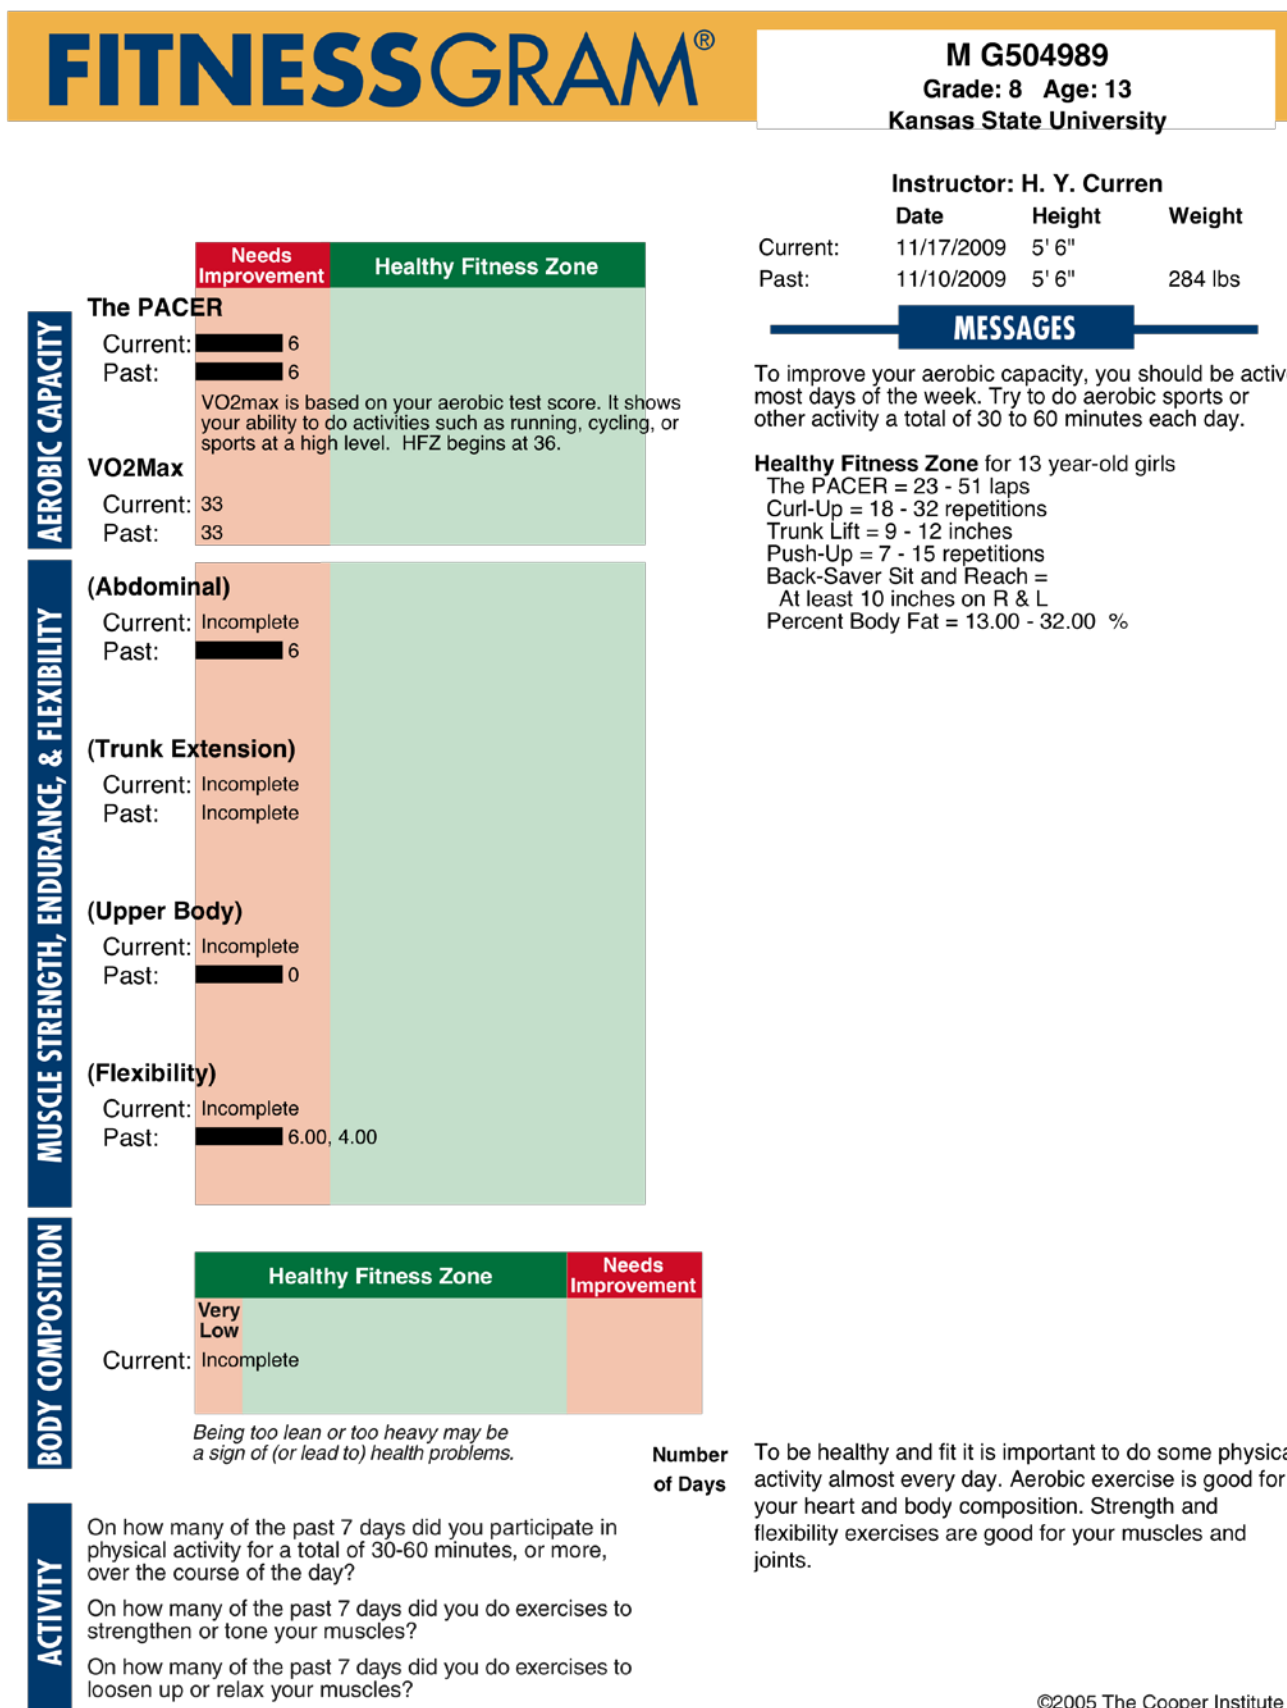 FITNESSGRAM®
M G504989
Grade: 8 Age: 13
Kansas State University
Instructor: H. Y. Curren
Date Height Weight
Current: 11/17/2009 5' 6"
Past: 11/10/2009 5' 6" 284 lbs
MESSAGES
To improve your aerobic capacity, you should be activ
most days of the week. Try to do aerobic sports or
other activity a total of 30 to 60 minutes each day.
Healthy Fitness Zone for 13 year-old girls
The PACER = 23 - 51 laps
Curl-Up = 18 - 32 repetitions
Trunk Lift = 9 - 12 inches
Push-Up = 7 - 15 repetitions
Back-Saver Sit and Reach =
At least 10 inches on R & L
Percent Body Fat = 13.00 - 32.00 %
Needs
Improvement
Healthy Fitness Zone
AEROBIC CAPACITY
The PACER
Current: 6
Past: 6
VO2max is based on your aerobic test score. It shows
your ability to do activities such as running, cycling, or
sports at a high level. HFZ begins at 36.
VO2Max
Current: 33
Past: 33
MUSCLE STRENGTH, ENDURANCE, & FLEXIBILITY
(Abdominal)
Current: Incomplete
Past: 6
(Trunk Extension)
Current: Incomplete
Past: Incomplete
(Upper Body)
Current: Incomplete
Past: 0
(Flexibility)
Current: Incomplete
Past: 6.00, 4.00
BODY COMPOSITION
Healthy Fitness Zone
Needs
Improvement
Very
Low
Current: Incomplete
Being too lean or too heavy may be
a sign of (or lead to) health problems.
Number
of Days
ACTIVITY
On how many of the past 7 days did you participate in
physical activity for a total of 30-60 minutes, or more,
over the course of the day?
On how many of the past 7 days did you do exercises to
strengthen or tone your muscles?
On how many of the past 7 days did you do exercises to
loosen up or relax your muscles?
To be healthy and fit it is important to do some physica
activity almost every day. Aerobic exercise is good for
your heart and body composition. Strength and
flexibility exercises are good for your muscles and
joints.
©2005 The Cooper Institute